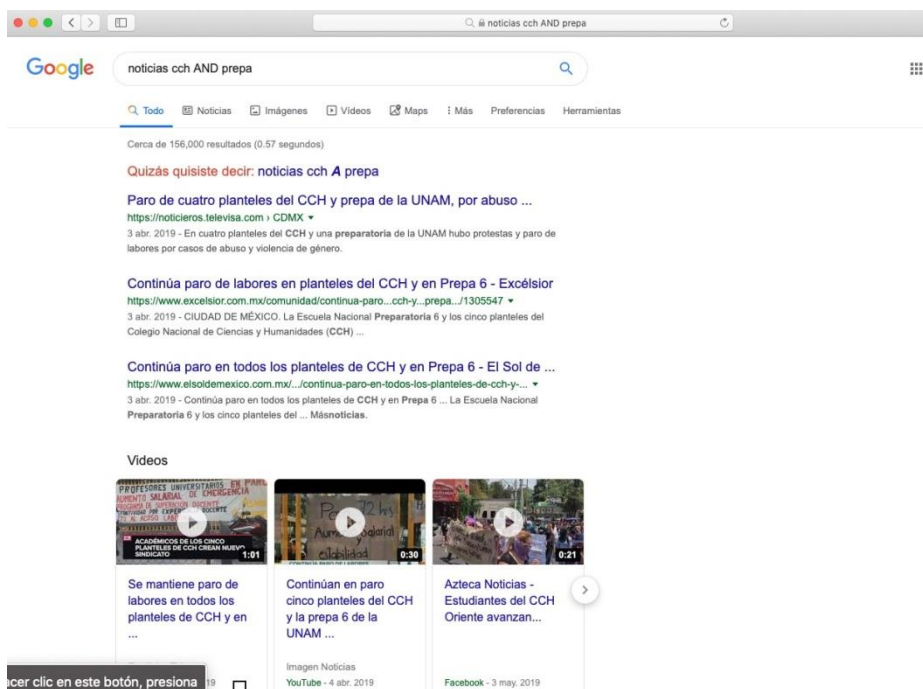 noticias cch AND prepa
Google
noticias cch AND prepa
Todo Noticias Imágenes Vídeos Maps Más Preferencias Herramientas
Cerca de 156,000 resultados (0.57 segundos)
Quizás quisiste decir: noticias cch A prepa
Paro de cuatro planteles del CCH y prepa de la UNAM, por abuso ...
https://noticieros.televisa.com › CDMX
3 abr. 2019 - En cuatro planteles del CCH y una preparatoria de la UNAM hubo protestas y paro de
labores por casos de abuso y violencia de género.
Continúa paro de labores en planteles del CCH y en Prepa 6 - Excélsior
https://www.excelsior.com.mx/comunidad/continua-paro...cch-y...prepa.../1305547
3 abr. 2019 - CIUDAD DE MÉXICO. La Escuela Nacional Preparatoria 6 y los cinco planteles del
Colegio Nacional de Ciencias y Humanidades (CCH) ...
Continúa paro en todos los planteles de CCH y en Prepa 6 - El Sol de ...
https://www.elsoldemexico.com.mx/.../continua-paro-en-todos-los-planteles-de-cch-y-...
3 abr. 2019 - Continúa paro en todos los planteles de CCH y en Prepa 6 ... La Escuela Nacional
Preparatoria 6 y los cinco planteles del ... Másnoticias.
Videos
PROFESORES UNIVERSITARIOS EN PARO
AUMENTO SALARIAL DE EMERGENCIA
ACADÉMICOS DE LOS CINCO
PLANTELES DE CCH CREAN NUEVO
SINDICATO
1:01
72 hrs
Aumento Salarial
y
estabilidad
0:30
0:21
Se mantiene paro de
labores en todos los
planteles de CCH y en
...
Continúan en paro
cinco planteles del CCH
y la prepa 6 de la
UNAM ...
Imagen Noticias
YouTube - 4 abr. 2019
Azteca Noticias -
Estudiantes del CCH
Oriente avanzan...
Facebook - 3 may. 2019
acer clic en este botón, presiona
19